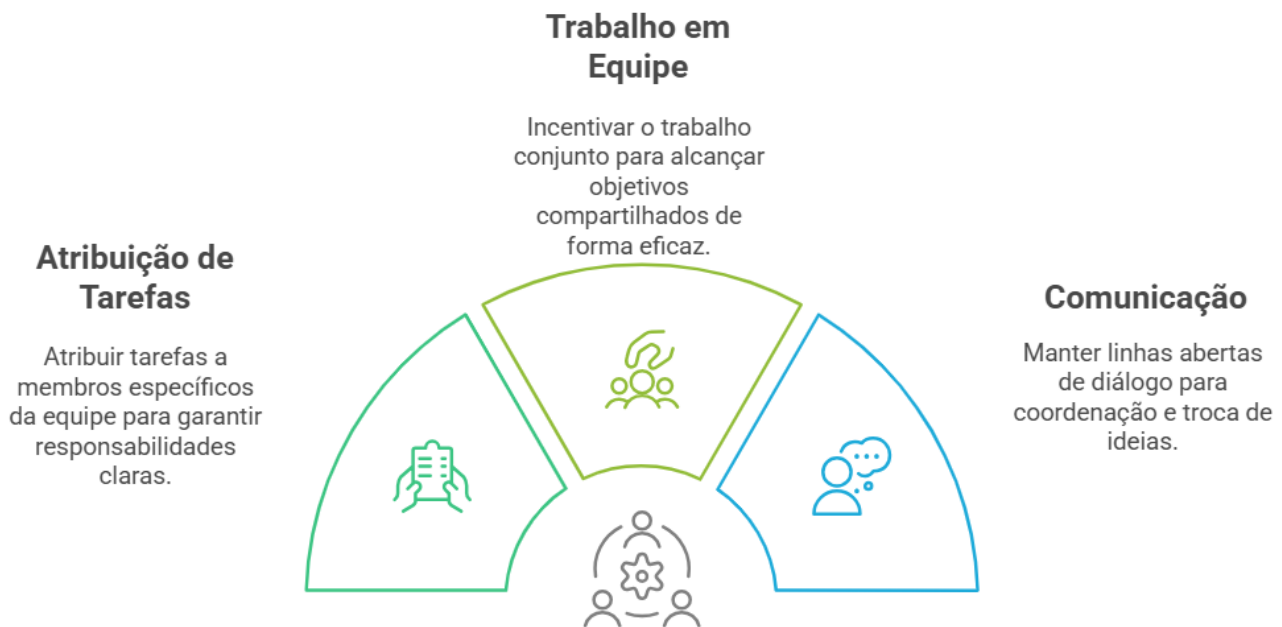 Trabalho em
Equipe
Incentivar o trabalho
conjunto para alcançar
objetivos
compartilhados de
forma eficaz.
Atribuição de
Tarefas
Atribuir tarefas a
membros específicos
da equipe para garantir
responsabilidades
claras.
Comunicação
Manter linhas abertas
de diálogo para
coordenação e troca de
ideias.